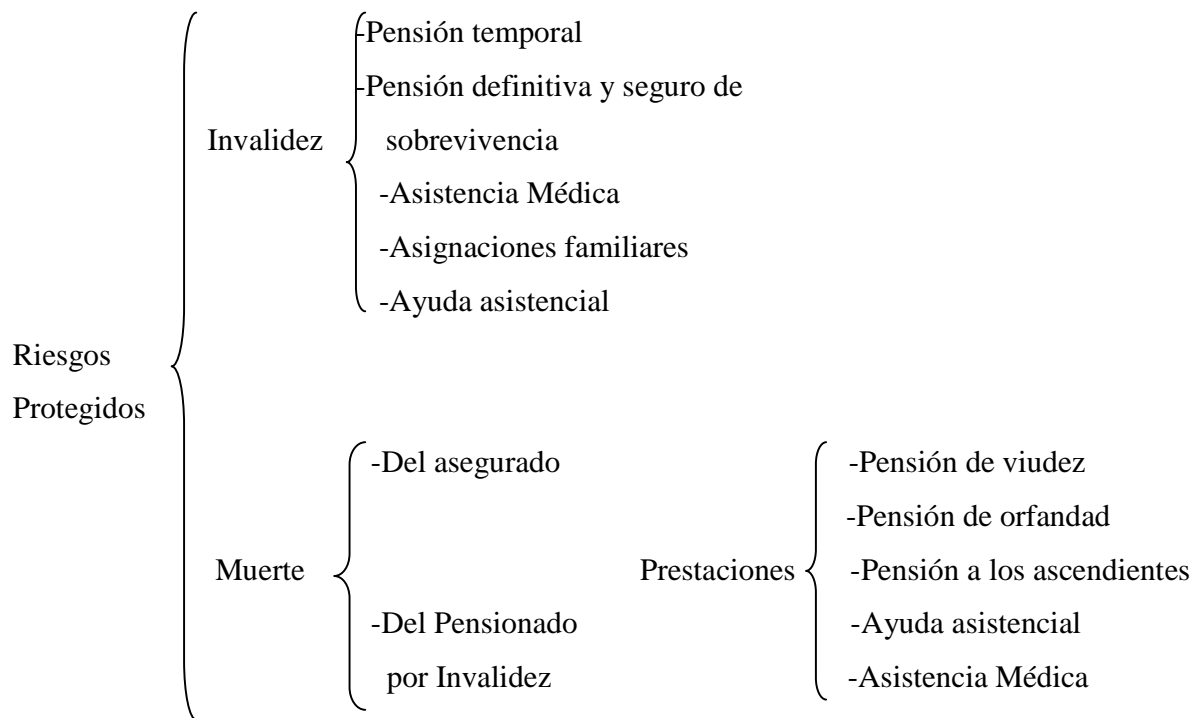 -Pensión temporal
-Pensión definitiva y seguro de
Invalidez
sobrevivencia
-Asistencia Médica
-Asignaciones familiares
-Ayuda asistencial
Riesgos
Protegidos
-Del asegurado
Muerte
-Del Pensionado
por Invalidez
Prestaciones
-Pensión de viudez
-Pensión de orfandad
-Pensión a los ascendientes
-Ayuda asistencial
-Asistencia Médica